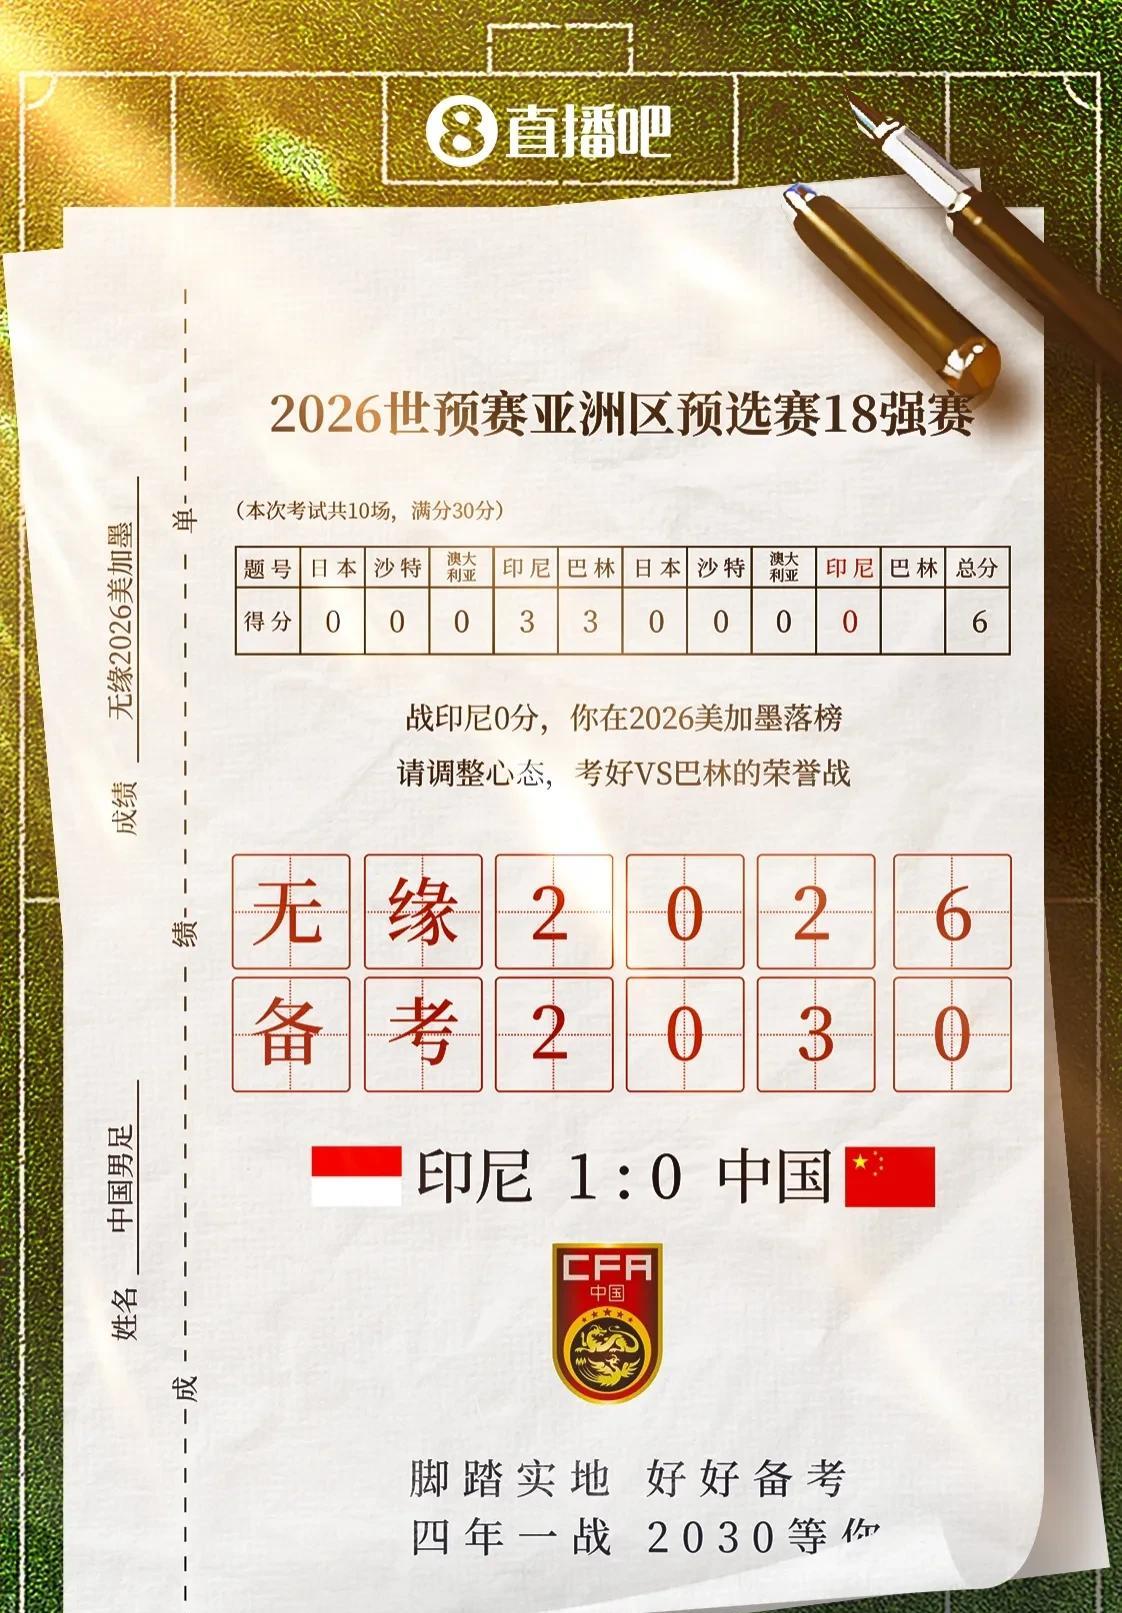 直播吧
2026世预赛亚洲区预选赛18强赛
（本次考试共10场，满分30分）
题号 日本 沙特 澳大利亚 印尼 巴林 日本 沙特 澳大利亚 印尼 巴林 总分
得分 0 0 0 3 3 0 0 0 0 6
战印尼0分，你在2026美加墨落榜
请调整心态，考好VS巴林的荣誉战
无缘2026
备考2030
印尼 1:0 中国
CFA
中国
脚踏实地 好好备考
四年一战 2030等你
姓名 中国男足 成绩 无缘2026美加墨
成绩单